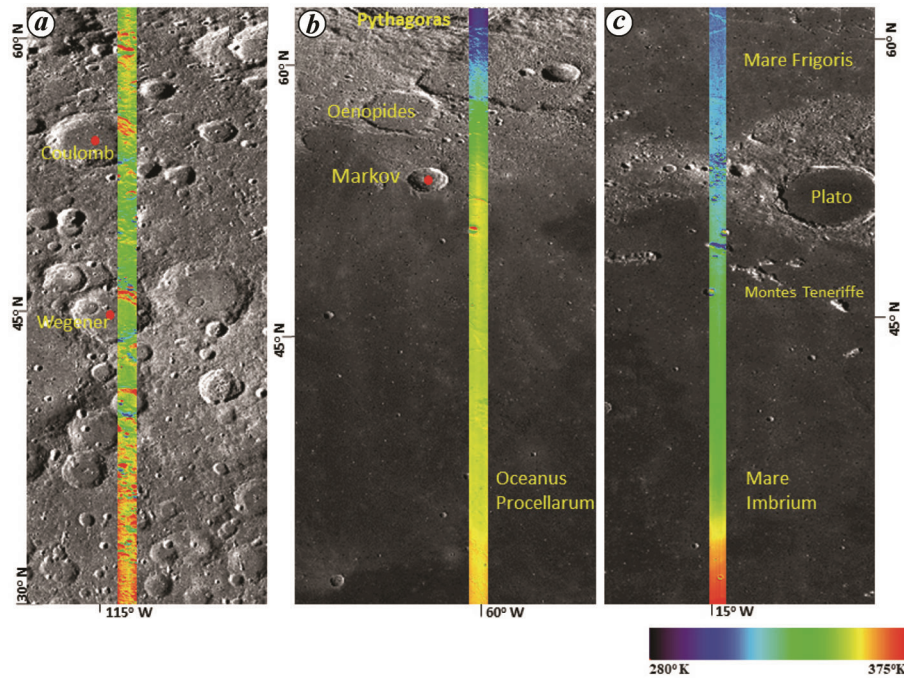 a
60° N
Coulomb
Wegener
45° N
30° N
115° W
b
Pythagoras
60° N
Oenopides
Markov
45° N
Oceanus
Procellarum
60° W
c
60° N
Mare Frigoris
Plato
Montes Teneriffe
45° N
Mare
Imbrium
15° W
280°K
375°K